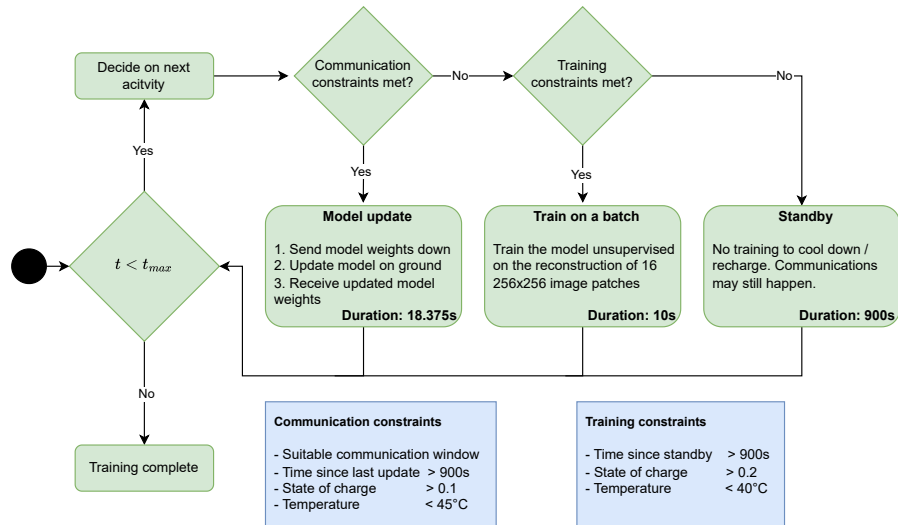 Decide on next
acitvity
Communication
constraints met?
No
Training
constraints met?
No
Yes
Yes
Yes
Model update
1. Send model weights down
2. Update model on ground
3. Receive updated model
weights
Duration: 18.375s
Train on a batch
Train the model unsupervised
on the reconstruction of 16
256x256 image patches
Duration: 10s
Standby
No training to cool down /
recharge. Communications
may still happen.
Duration: 900s
t < t_max
No
Training complete
Communication constraints
- Suitable communication window
- Time since last update > 900s
- State of charge > 0.1
- Temperature < 45°C
Training constraints
- Time since standby > 900s
- State of charge > 0.2
- Temperature < 40°C